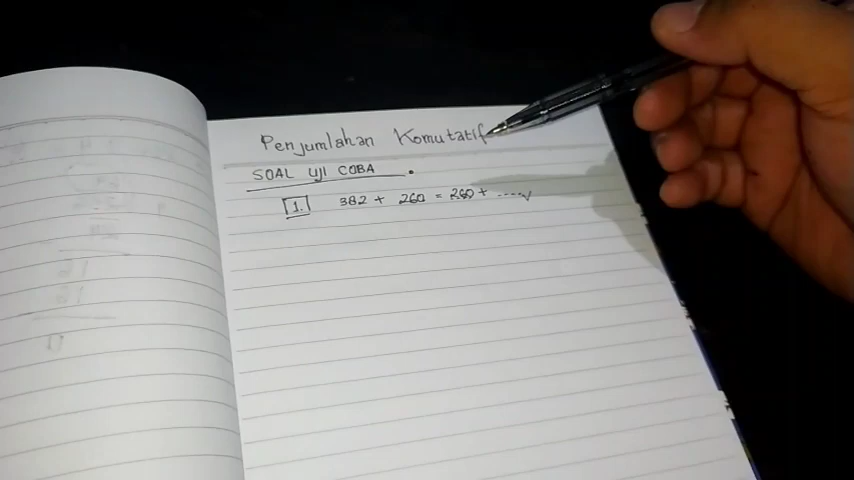 Penjumlahan Komutatif
SOAL UJI COBA .
1. 382 + 260 = 260 + .....